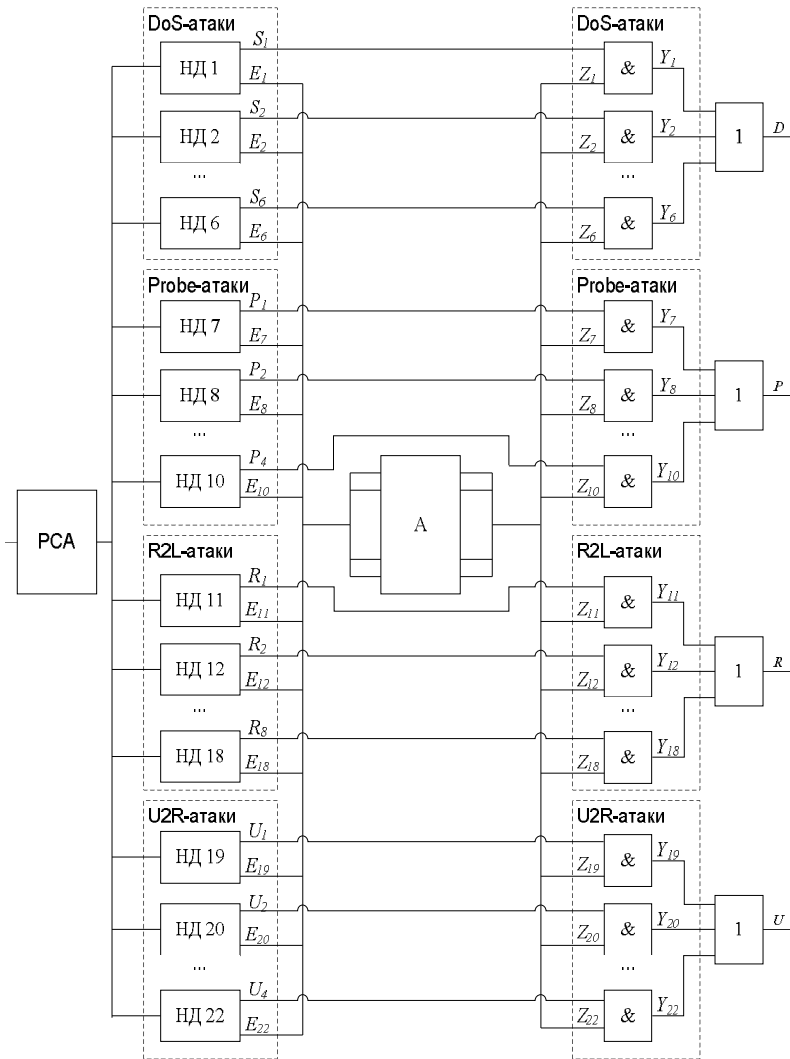 DoS-атаки
DoS-атаки
НД 1
S1
E1
Z1
&
Y1
НД 2
S2
E2
Z2
&
Y2
1
D
...
...
НД 6
S6
E6
Z6
&
Y6
Probe-атаки
Probe-атаки
НД 7
P1
E7
Z7
&
Y7
НД 8
P2
E8
Z8
&
Y8
1
P
...
...
НД 10
P4
E10
Z10
&
Y10
РСА
А
R2L-атаки
R2L-атаки
НД 11
R1
E11
Z11
&
Y11
НД 12
R2
E12
Z12
&
Y12
1
R
...
...
НД 18
R8
E18
Z18
&
Y18
U2R-атаки
U2R-атаки
НД 19
U1
E19
Z19
&
Y19
НД 20
U2
E20
Z20
&
Y20
1
U
...
...
НД 22
U4
E22
Z22
&
Y22